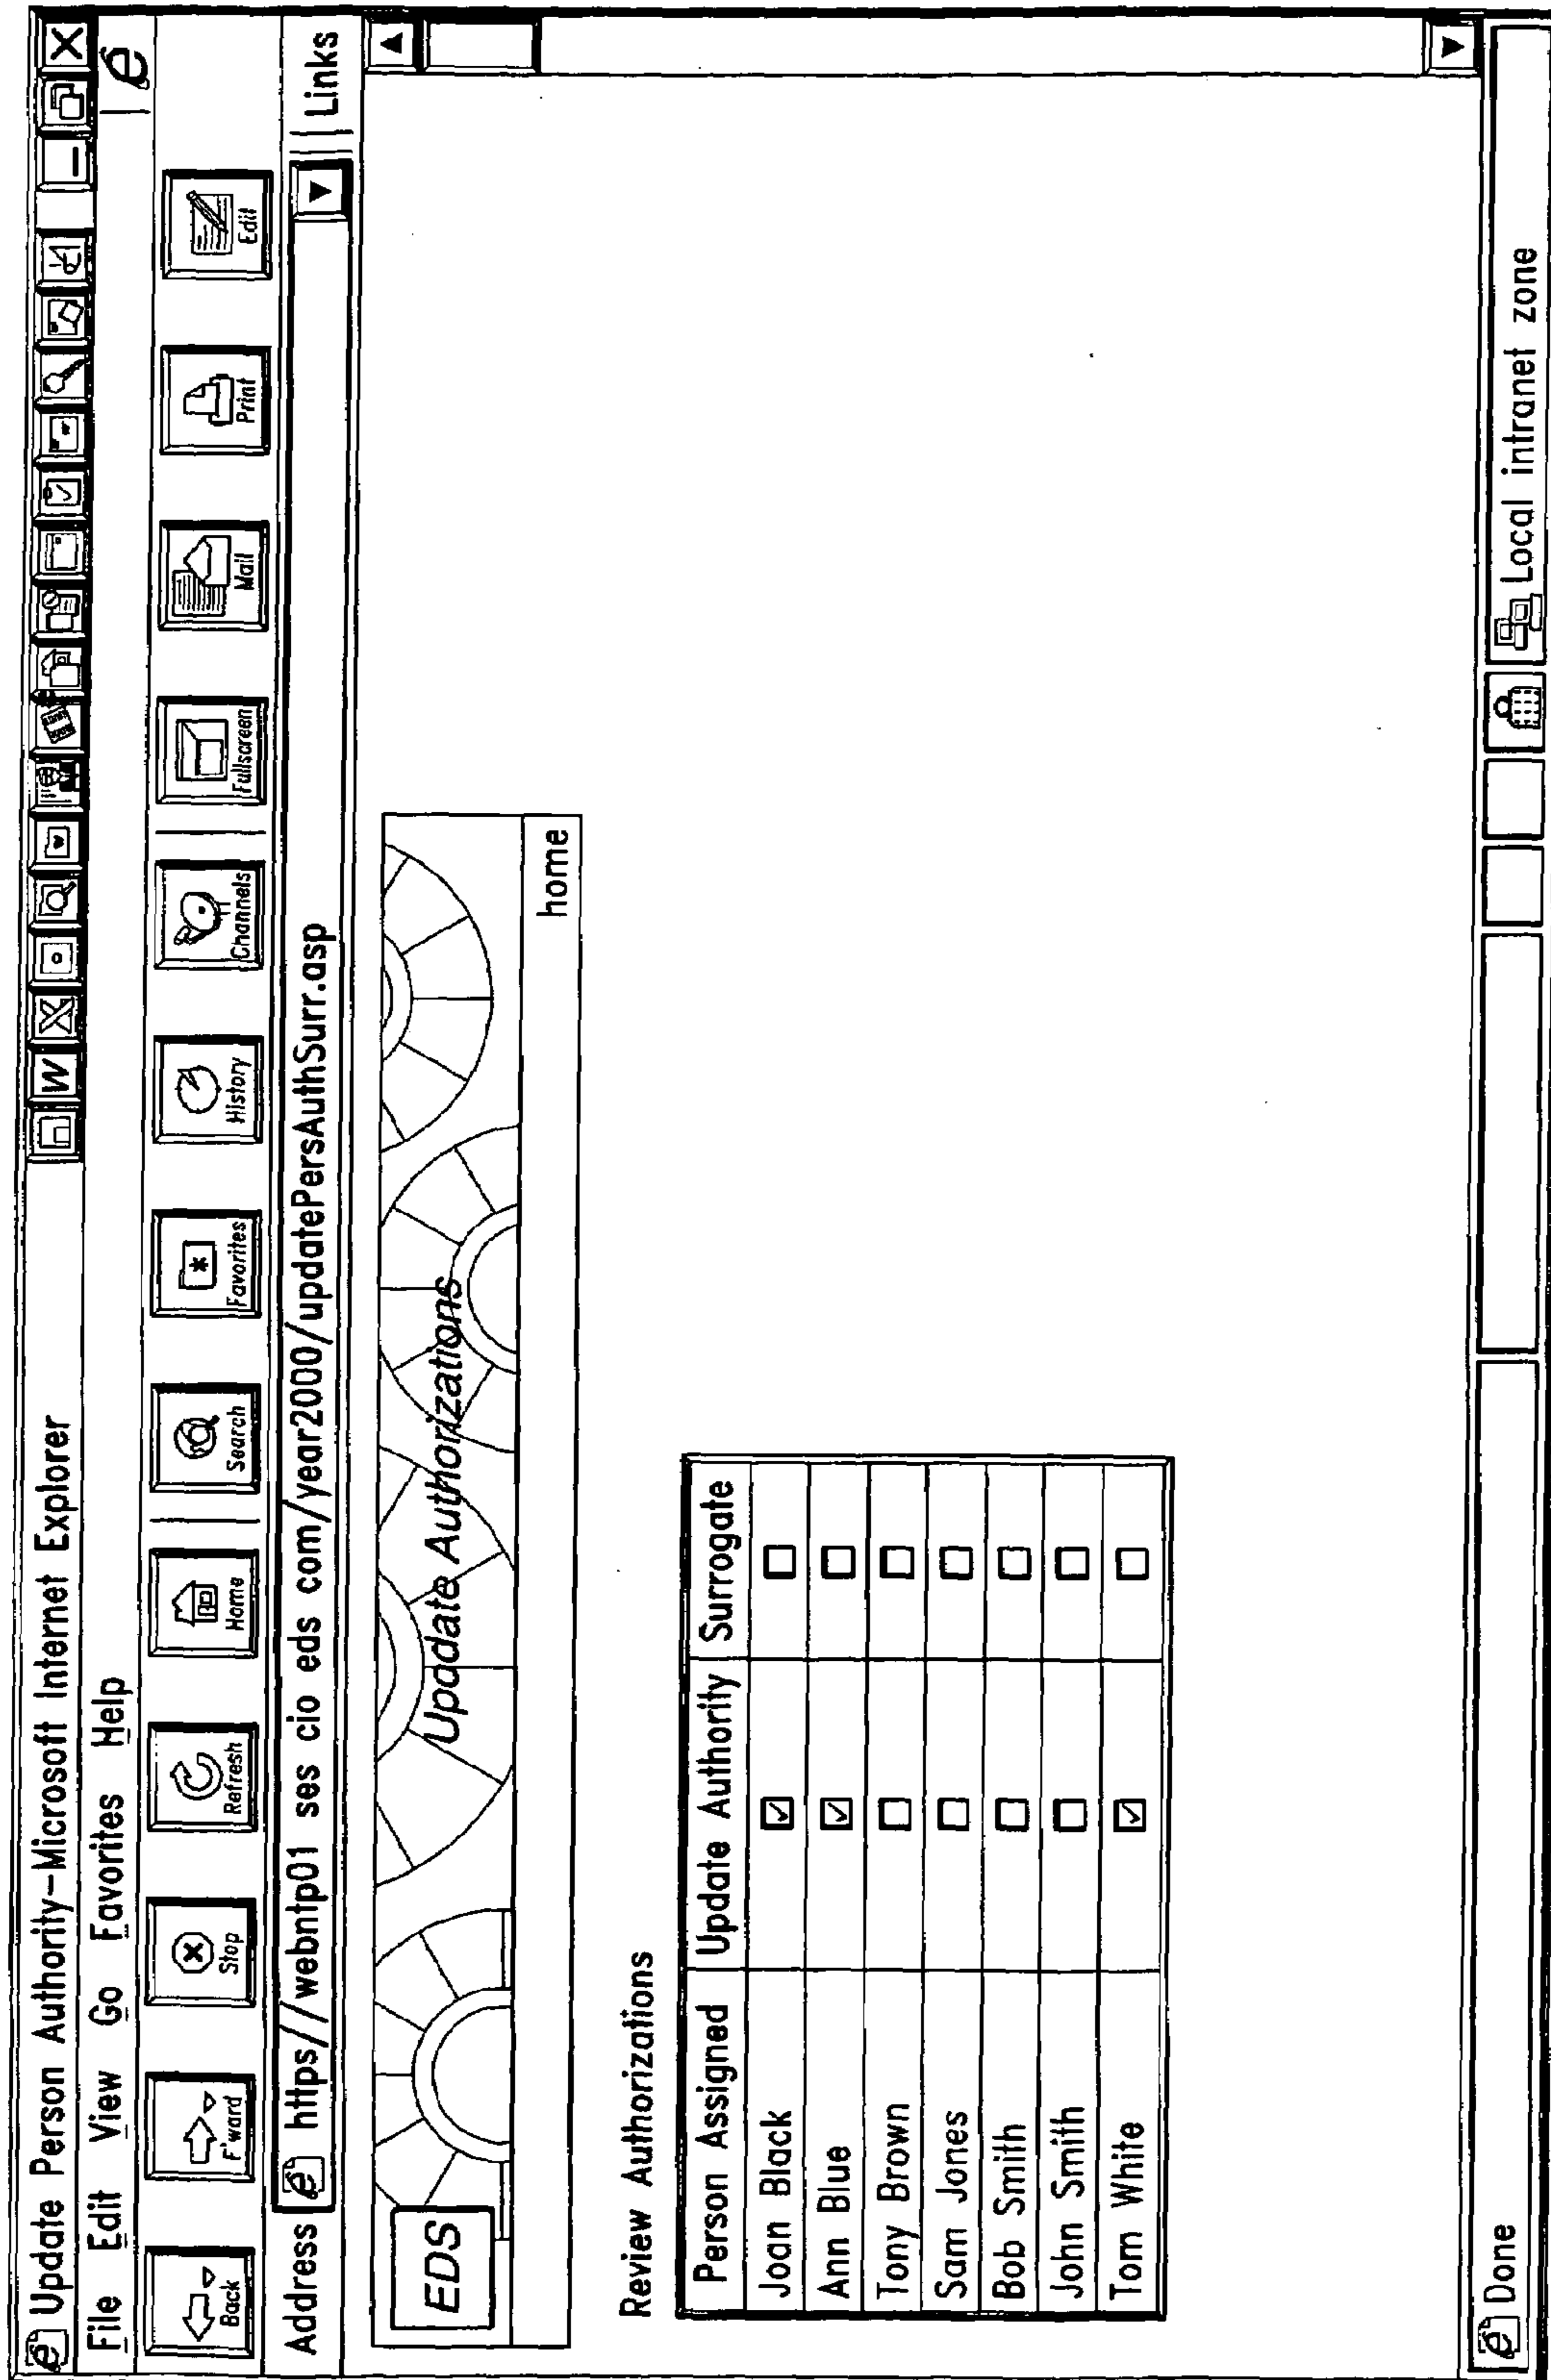 Update Person Authority-Microsoft Internet Explorer
W X
File Edit View Go Favorites Help
Back F'ward Stop Refresh Home Search Favorites History Channels Fullscreen Mail Print Edit
Address https//webntp01 ses cio eds com/year2000/updatePersAuthSurr.asp Links
EDS
Update Authorizations
home
Review Authorizations
Person Assigned Update Authority Surrogate
Joan Black
Ann Blue
Tony Brown
Sam Jones
Bob Smith
John Smith
Tom White
Done Local intranet zone